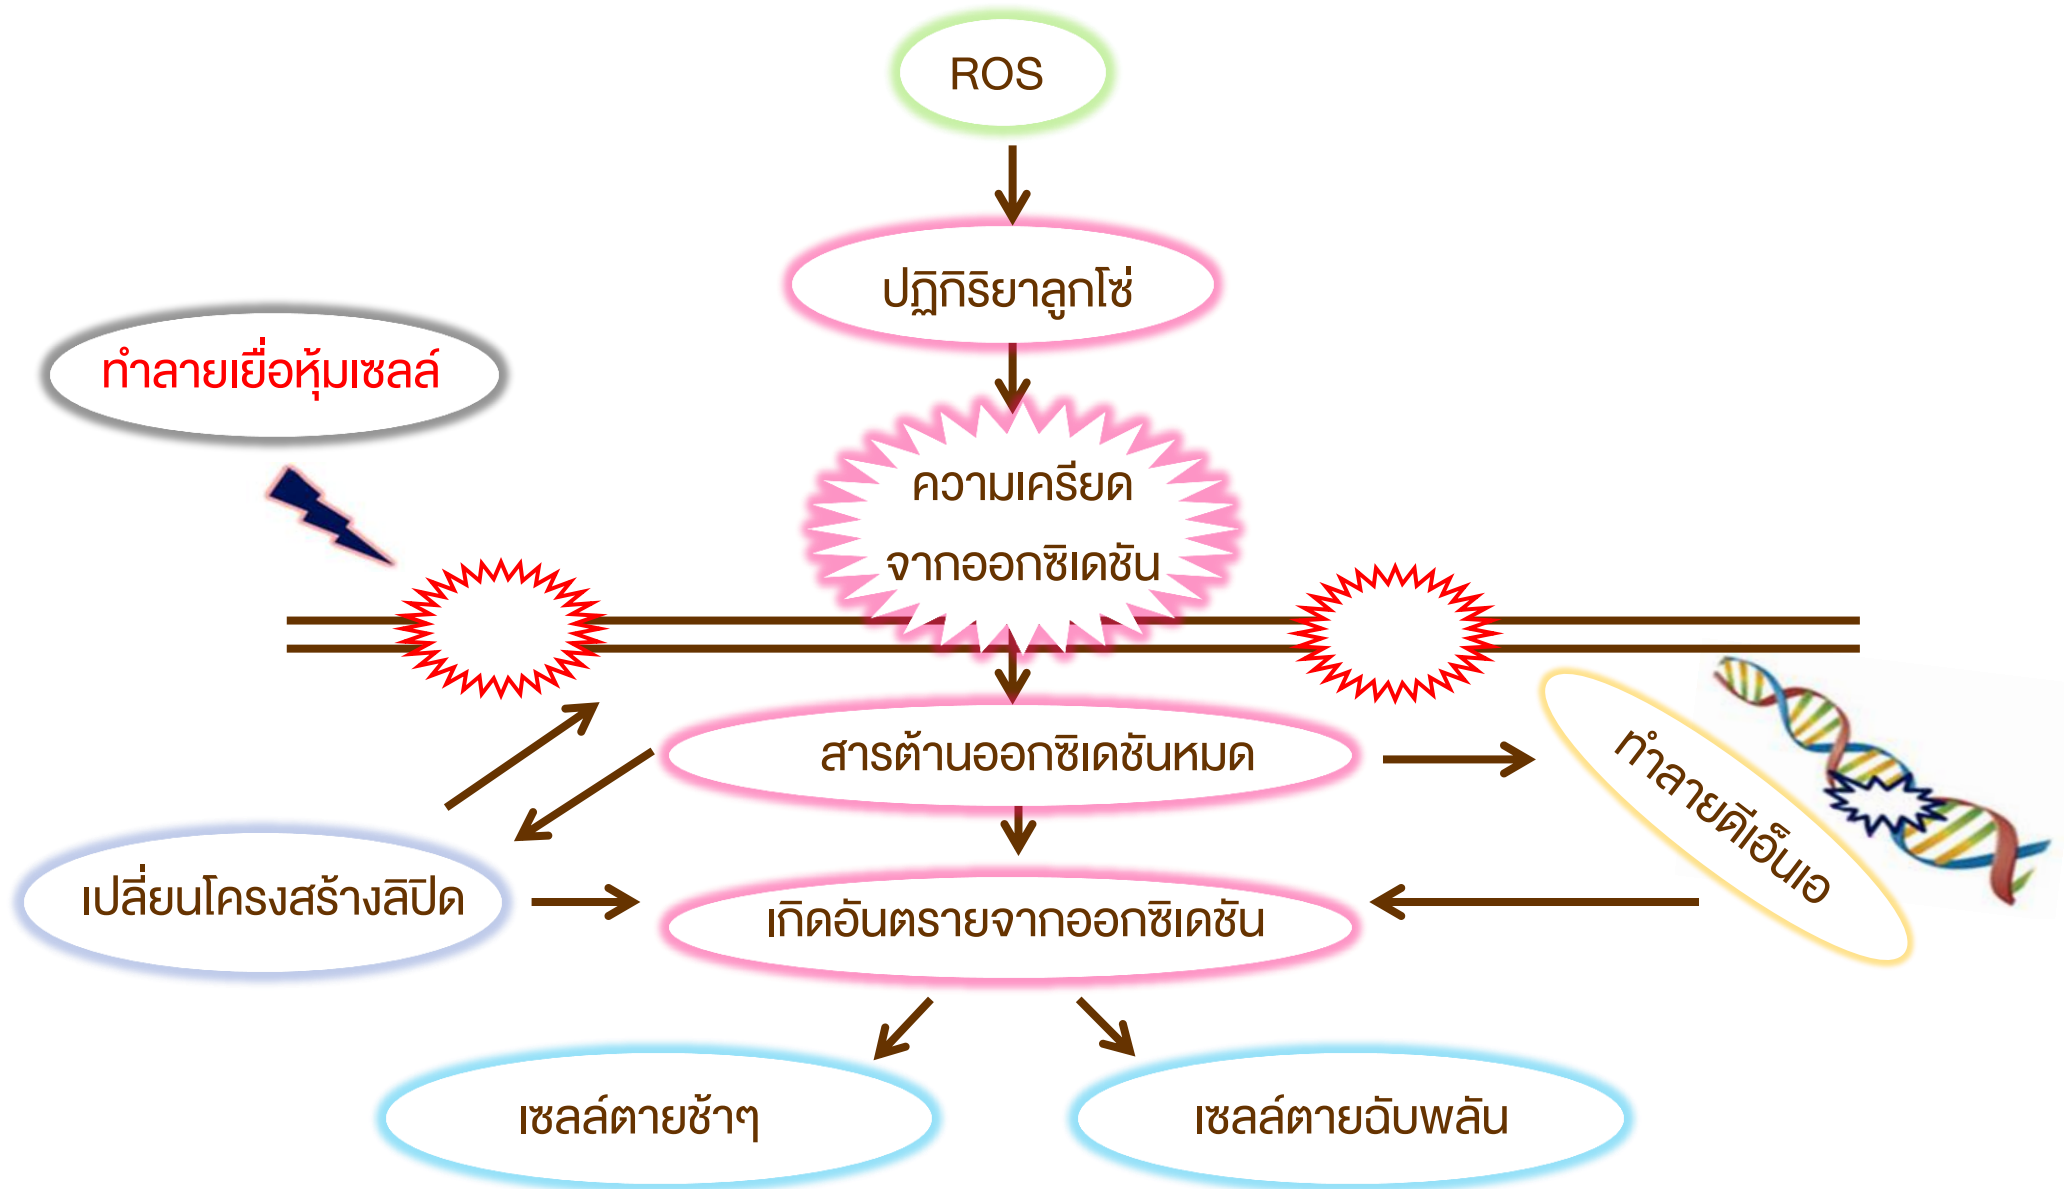 ROS
ปฏิกิริยาลูกโซ่
ทำลายเยื่อหุ้มเซลล์
ความเครียด
จากออกซิเดชัน
สารต้านออกซิเดชันหมด
ทำลายดีเอ็นเอ
เปลี่ยนโครงสร้างลิปิด
เกิดอันตรายจากออกซิเดชัน
เซลล์ตายช้าๆ
เซลล์ตายฉับพลัน